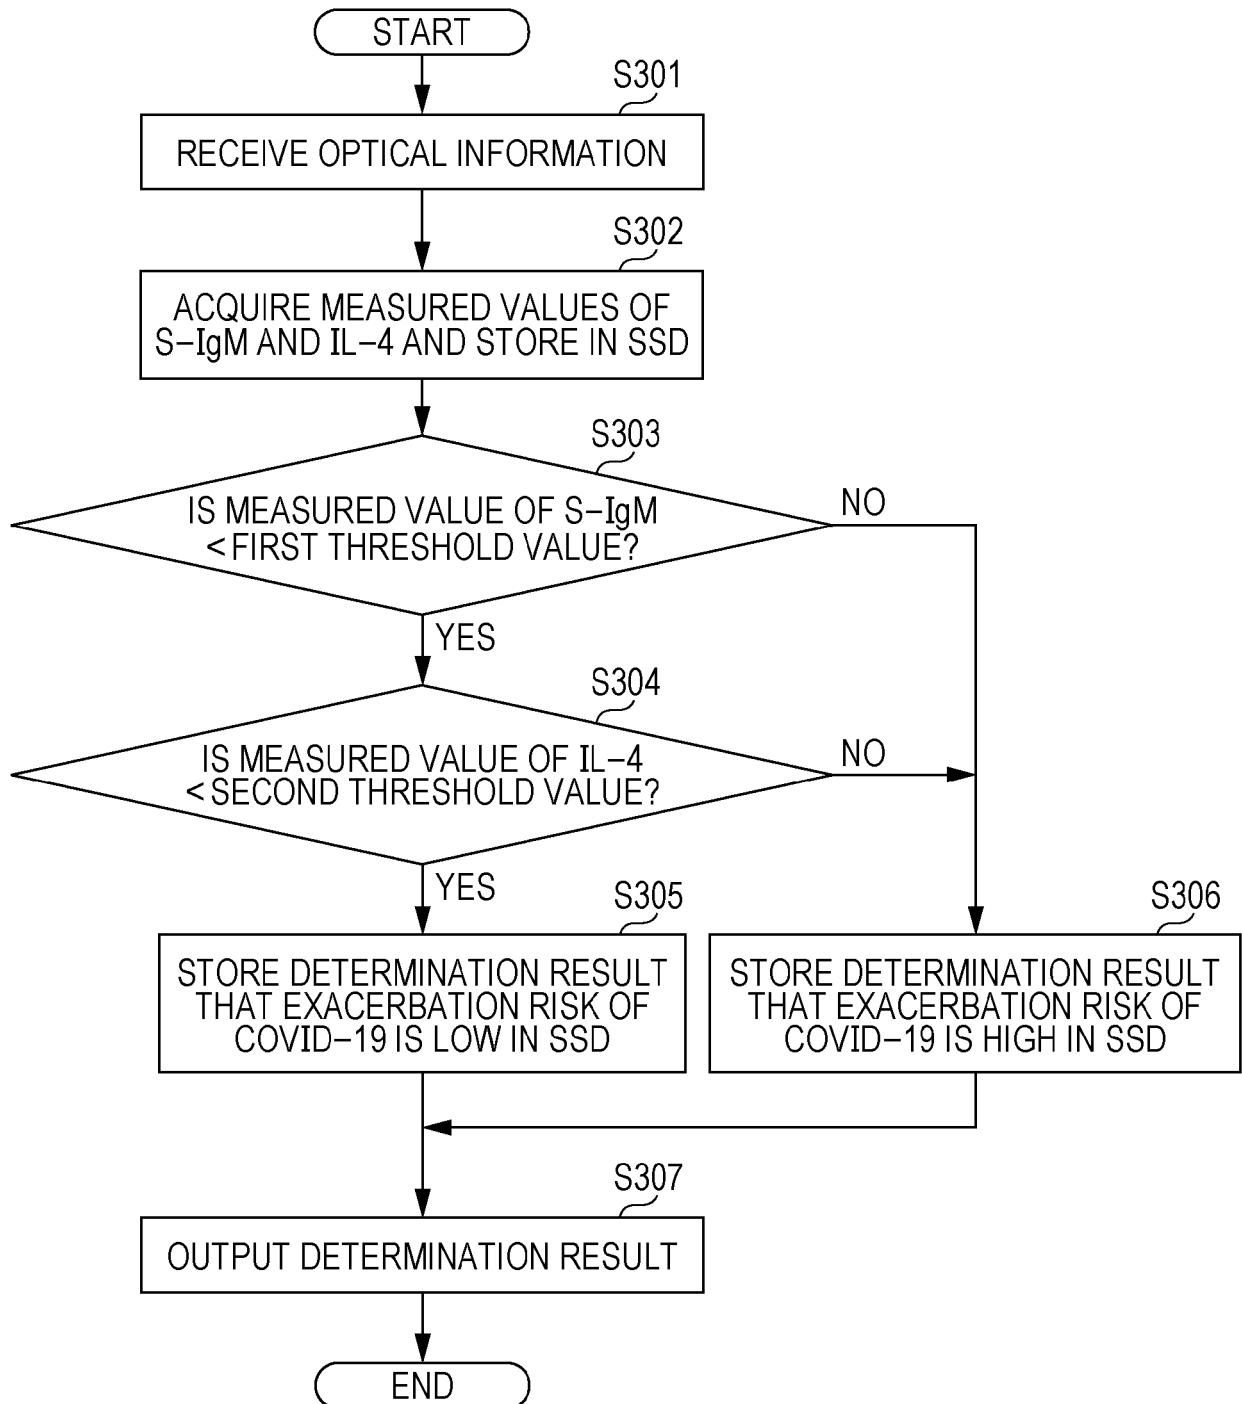 START
S301
RECEIVE OPTICAL INFORMATION
S302
ACQUIRE MEASURED VALUES OF
S-IgM AND IL-4 AND STORE IN SSD
S303
IS MEASURED VALUE OF S-IgM
<FIRST THRESHOLD VALUE?
NO
YES
S304
IS MEASURED VALUE OF IL-4
<SECOND THRESHOLD VALUE?
NO
YES
S305
STORE DETERMINATION RESULT
THAT EXACERBATION RISK OF
COVID-19 IS LOW IN SSD
S306
STORE DETERMINATION RESULT
THAT EXACERBATION RISK OF
COVID-19 IS HIGH IN SSD
S307
OUTPUT DETERMINATION RESULT
END